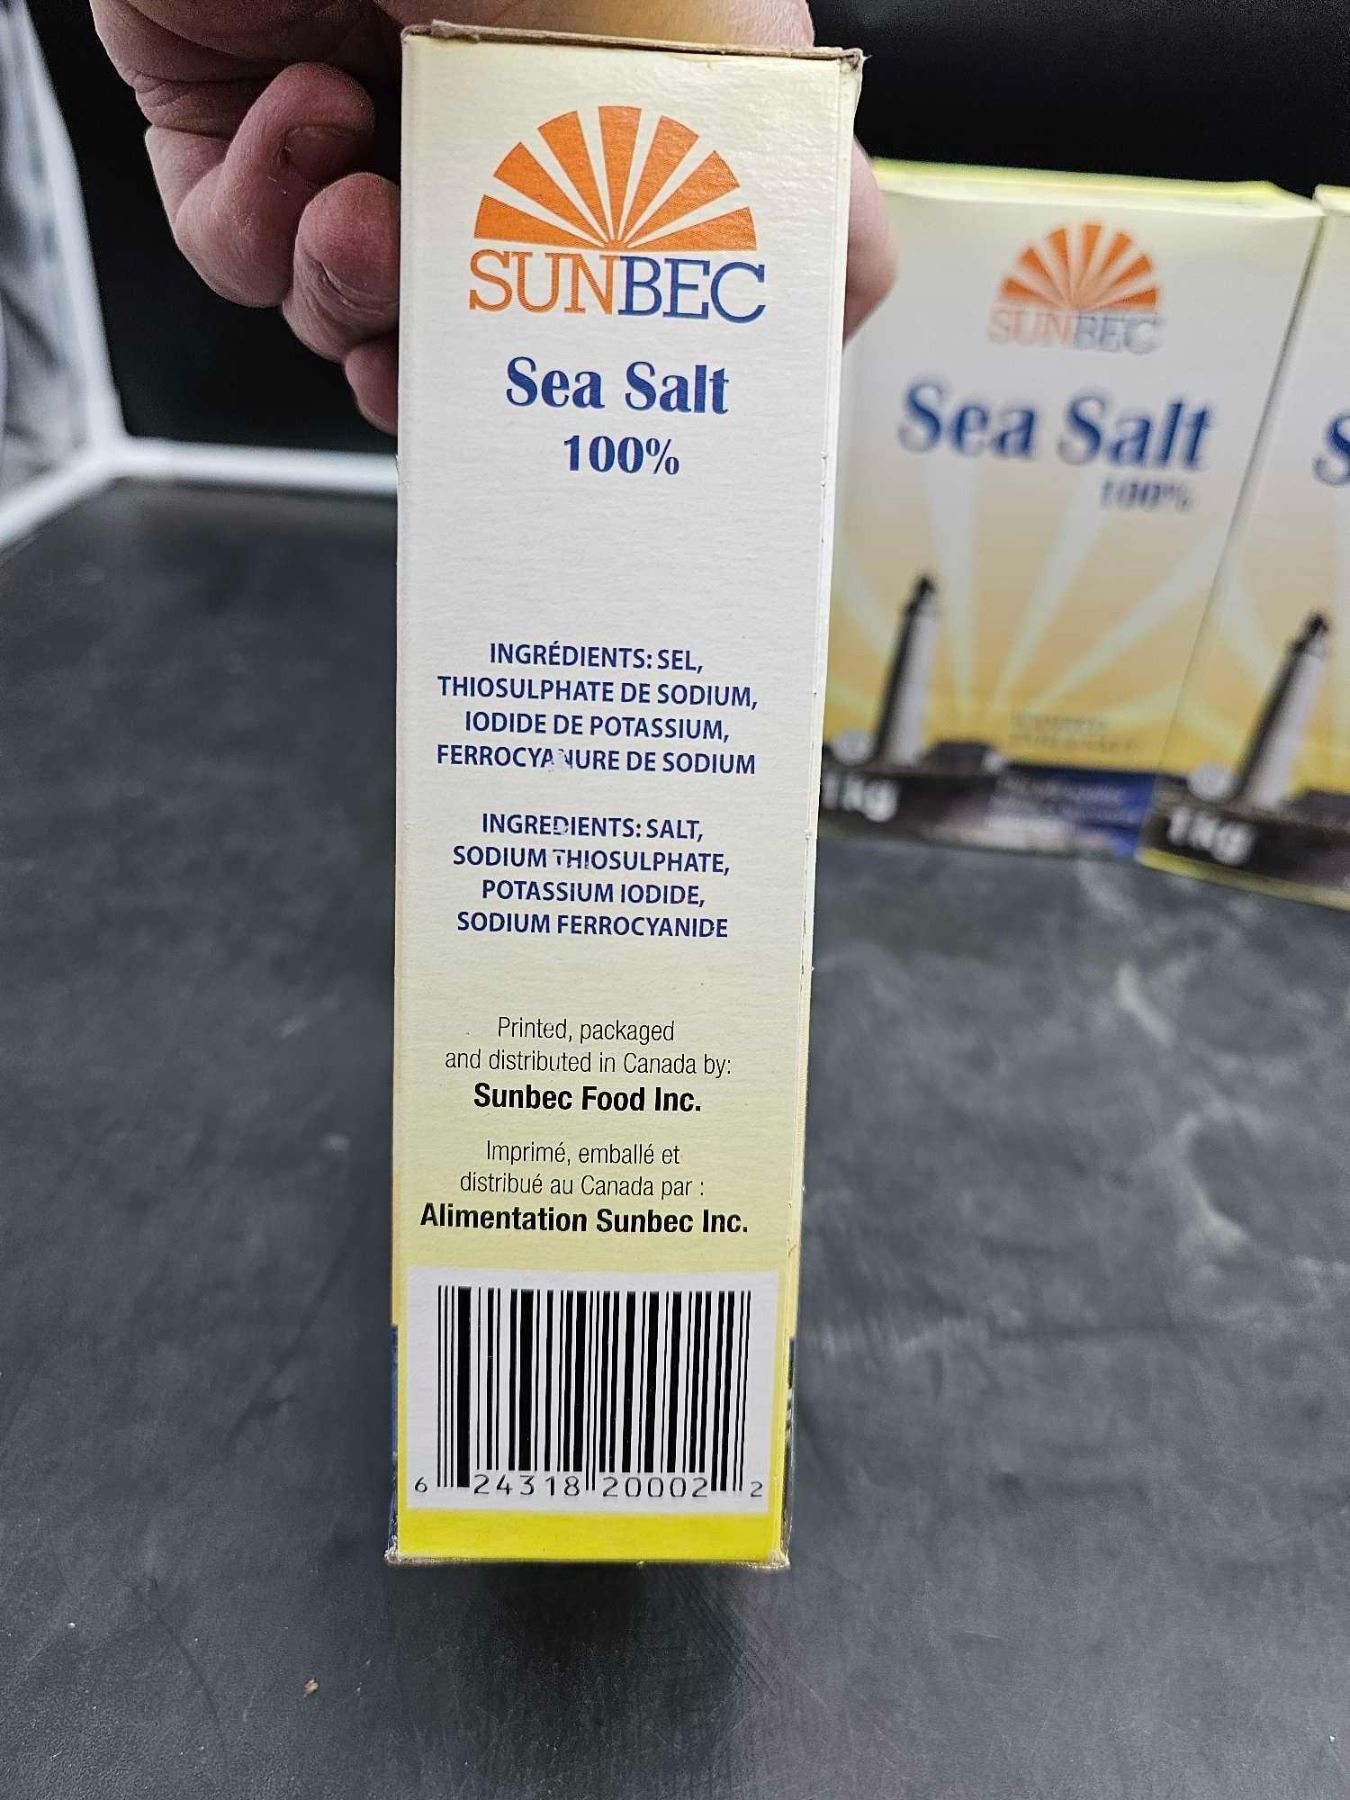 SUNBEC
Sea Salt
100%
INGRÉDIENTS: SEL,
THIOSULPHATE DE SODIUM,
IODIDE DE POTASSIUM,
FERROCYANURE DE SODIUM
INGREDIENTS: SALT,
SODIUM THIOSULPHATE,
POTASSIUM IODIDE,
SODIUM FERROCYANIDE
Printed, packaged
and distributed in Canada by:
Sunbec Food Inc.
Imprimé, emballé et
distribué au Canada par :
Alimentation Sunbec Inc.
6 24318 20002 2
SUNBEC
Sea Salt
100%
1kg
S
1kg